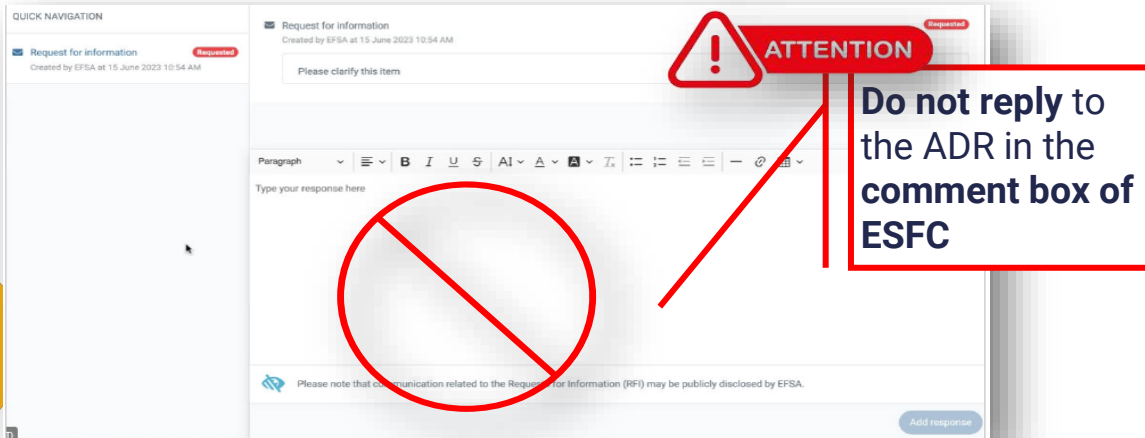 QUICK NAVIGATION
Request for information
Requested
Created by EFSA at 15 June 2023 10:54 AM
Request for information
Requested
Created by EFSA at 15 June 2023 10:54 AM
Please clarify this item
ATTENTION
Do not reply to
the ADR in the
comment box of
ESFC
Paragraph
B I U S AI A A T
Type your response here
Please note that communication related to the Request for Information (RFI) may be publicly disclosed by EFSA.
Add response